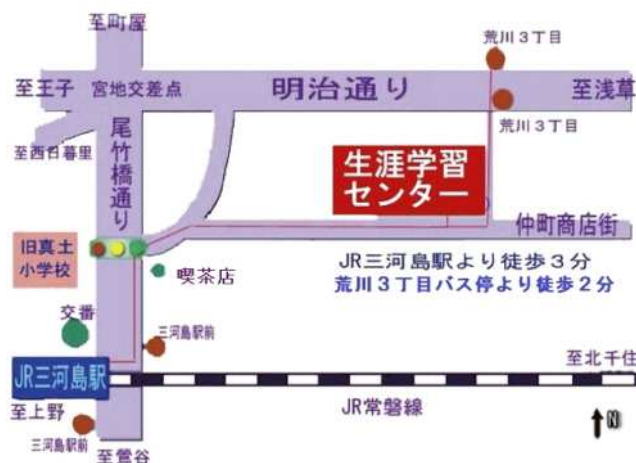 至町屋
荒川3丁目
至王子
宮地交差点
明治通り
至浅草
荒川3丁目
至西日暮里
尾竹橋通り
生涯学習
センター
仲町商店街
旧真土
小学校
喫茶店
JR三河島駅より徒歩3分
荒川3丁目バス停より徒歩2分
交番
三河島駅前
至北千住
JR三河島駅
至上野
JR常磐線
N
三河島駅前
至鶯谷